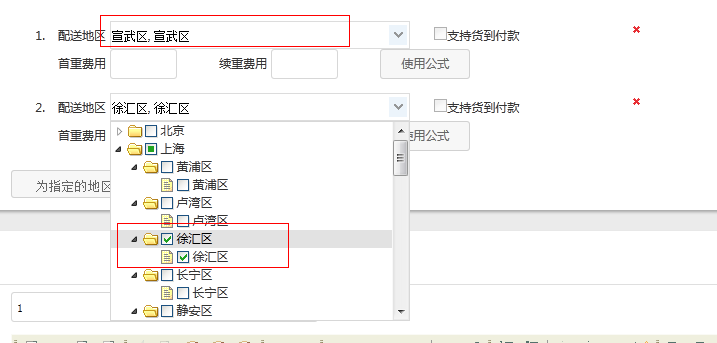 1. 配送地区 宣武区, 宣武区 支持货到付款
首重费用 续重费用 使用公式
2. 配送地区 徐汇区, 徐汇区 支持货到付款
首重费用 使用公式
北京
上海
黄浦区
黄浦区
为指定的地区
卢湾区
卢湾区
徐汇区
徐汇区
长宁区
长宁区
静安区
1